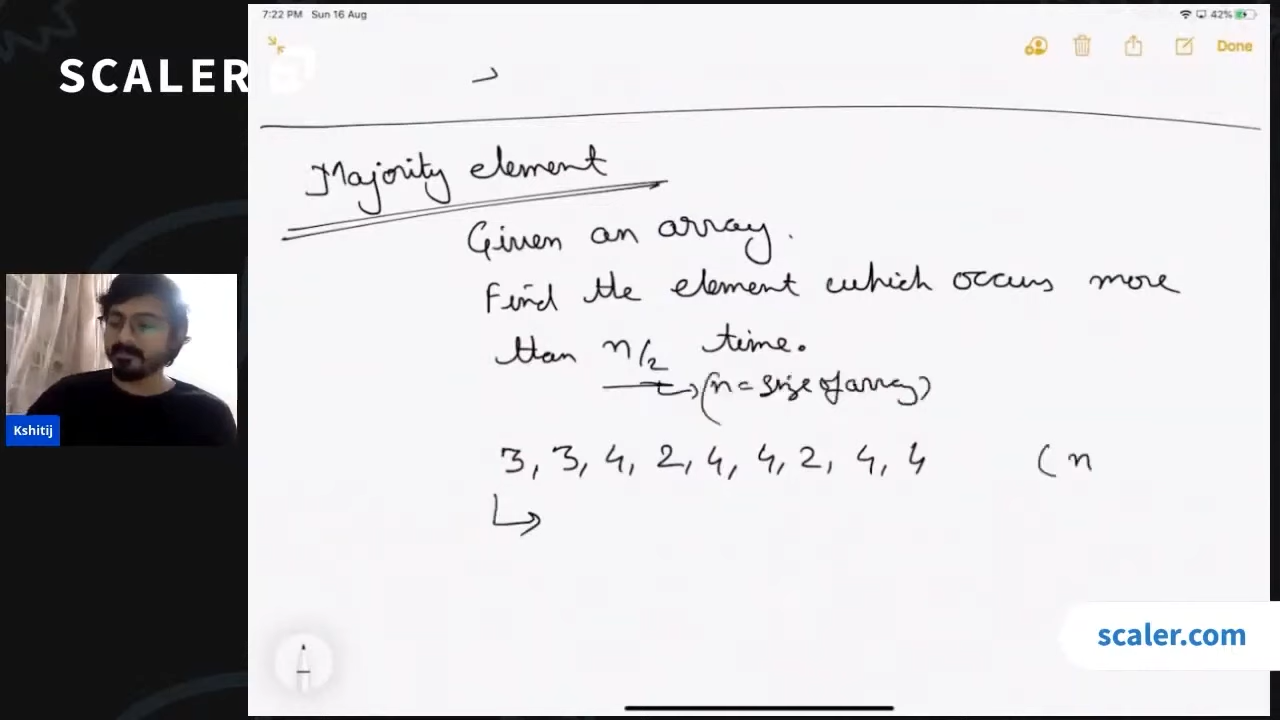 7:22 PM Sun 16 Aug
42%
Done
SCALER
Majority element
Given an array.
Find the element which occurs more
than n/2 time.
(n = size of array)
3, 3, 4, 2, 4, 4, 2, 4, 4 (n
Kshitij
scaler.com